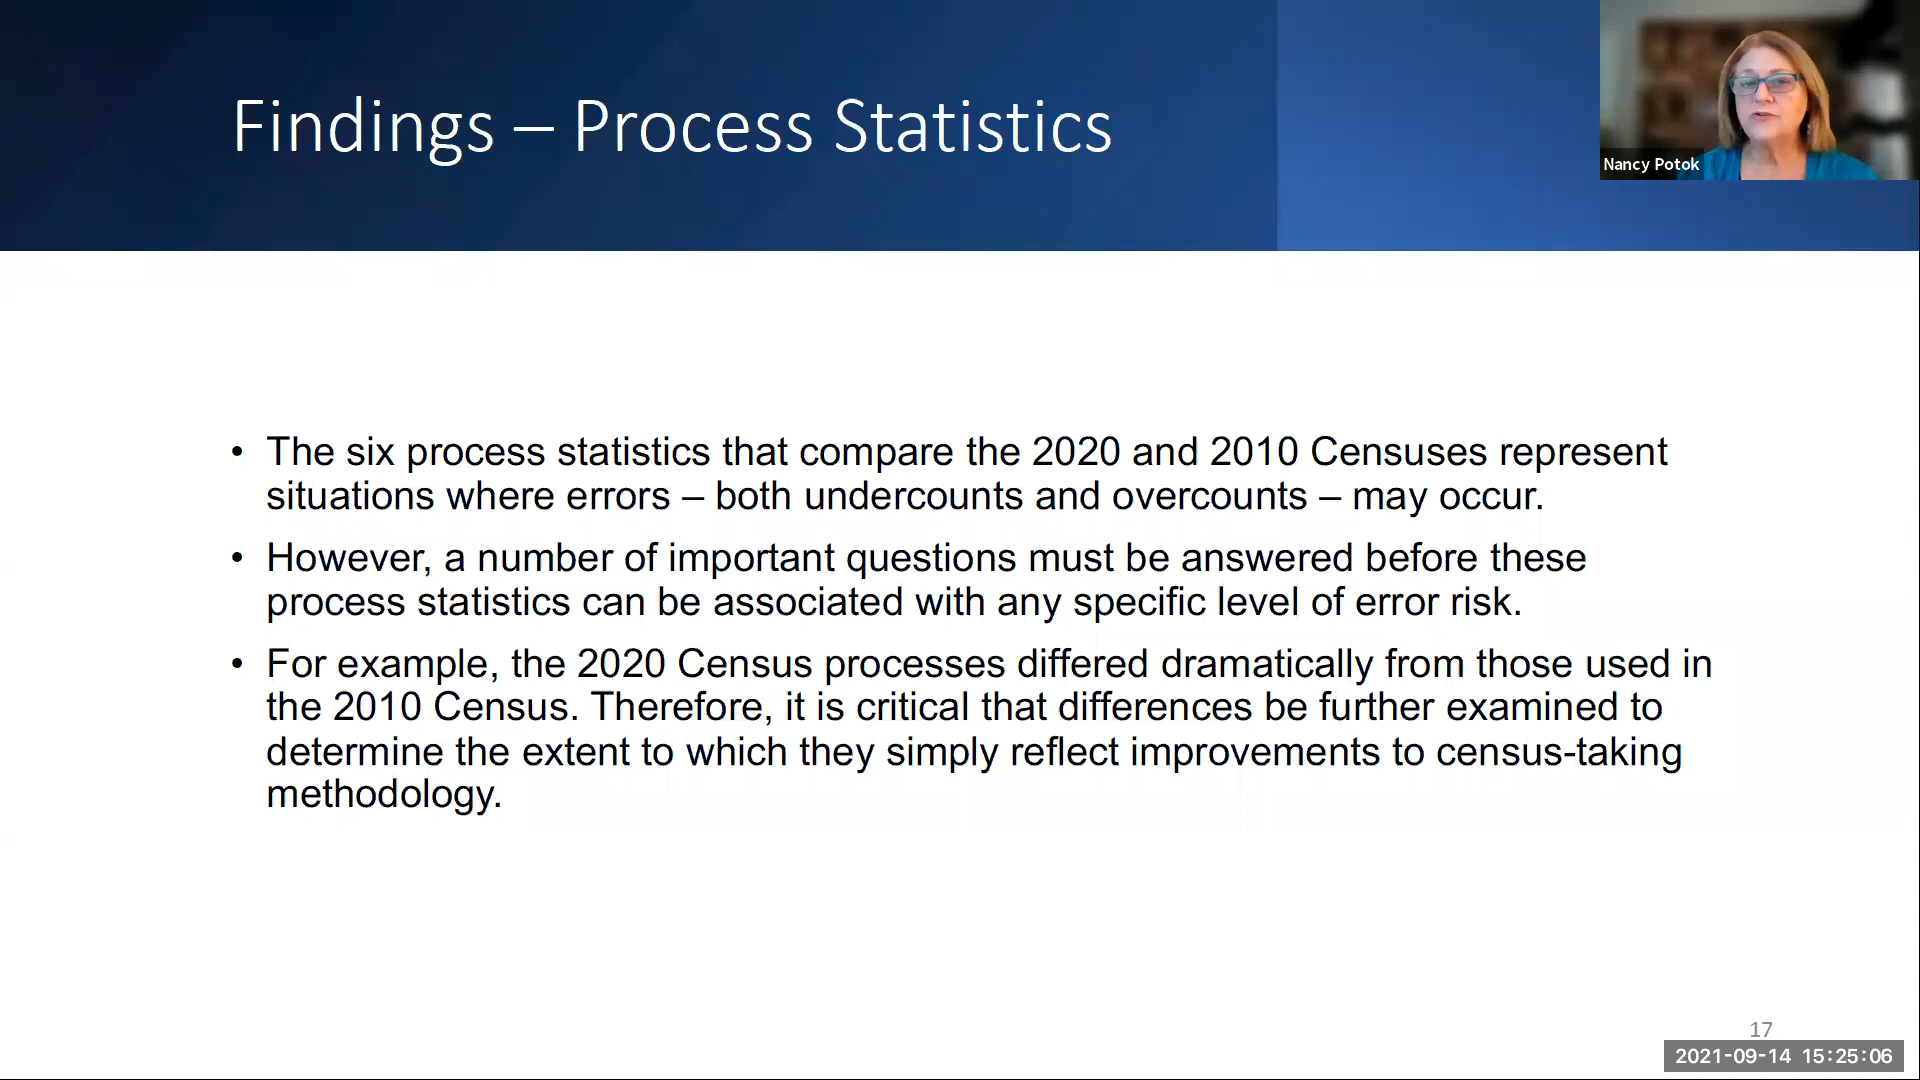 Findings – Process Statistics
Nancy Potok
• The six process statistics that compare the 2020 and 2010 Censuses represent
situations where errors – both undercounts and overcounts – may occur.
• However, a number of important questions must be answered before these
process statistics can be associated with any specific level of error risk.
• For example, the 2020 Census processes differed dramatically from those used in
the 2010 Census. Therefore, it is critical that differences be further examined to
determine the extent to which they simply reflect improvements to census-taking
methodology.
17
2021-09-14 15:25:06